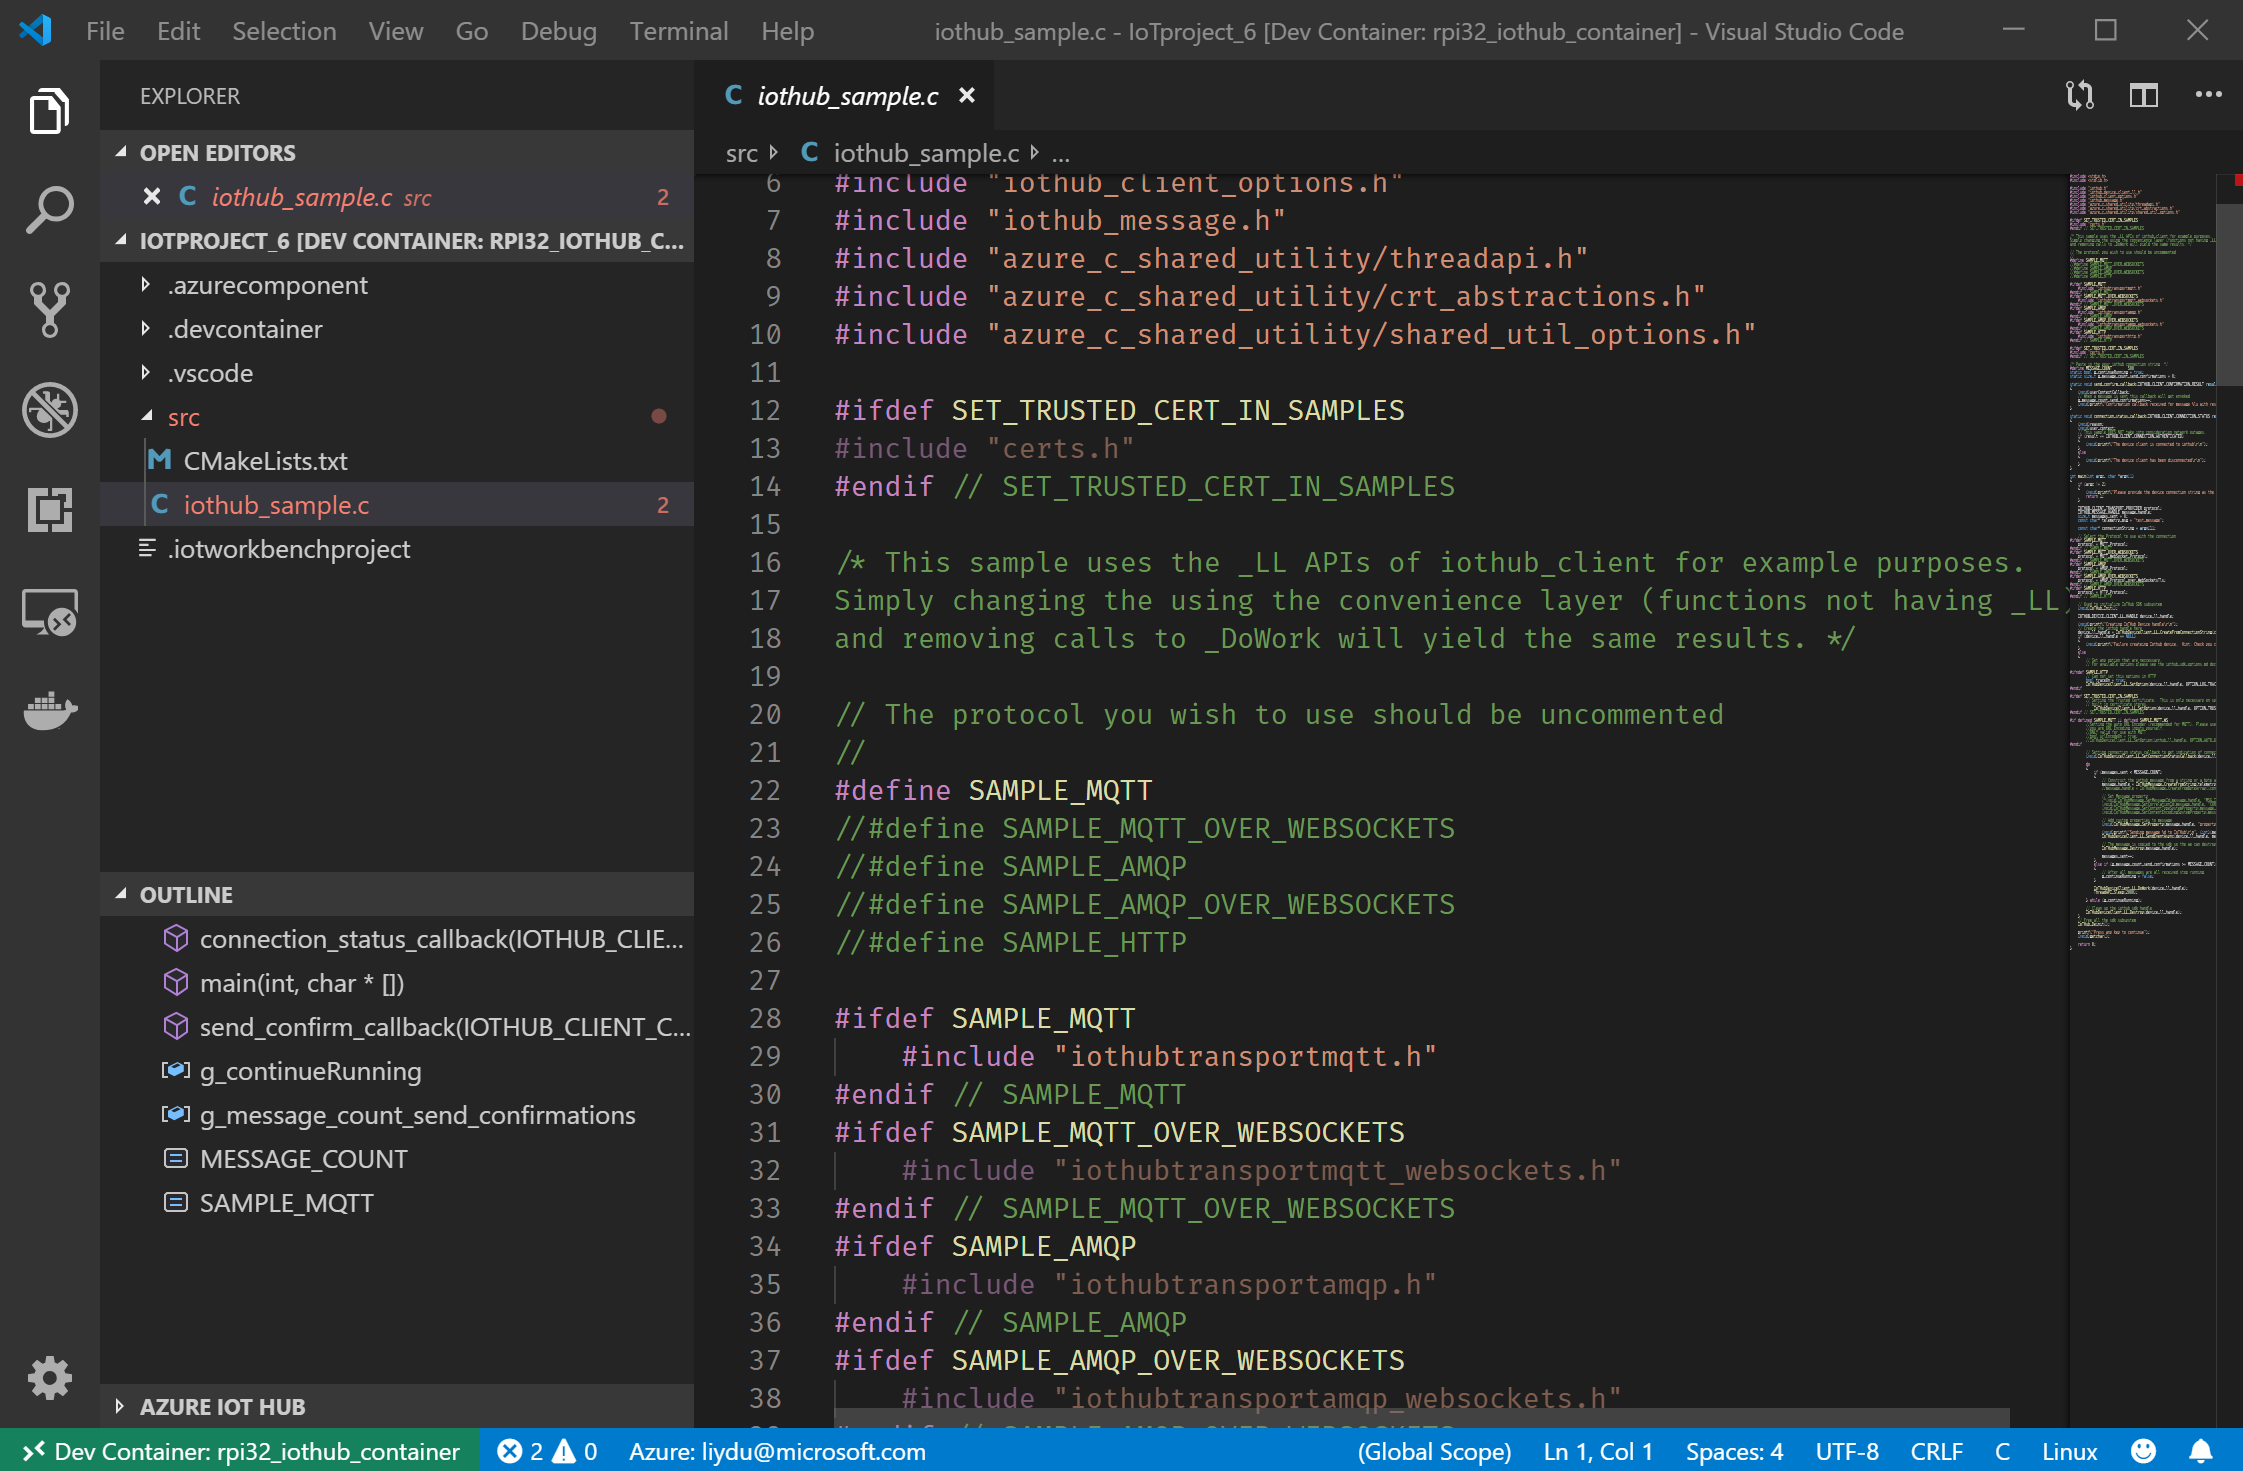 File Edit Selection View Go Debug Terminal Help
iothub_sample.c - IoTproject_6 [Dev Container: rpi32_iothub_container] - Visual Studio Code
EXPLORER
OPEN EDITORS
C iothub_sample.c src 2
IOTPROJECT_6 [DEV CONTAINER: RPI32_IOTHUB_C...
.azurecomponent
.devcontainer
.vscode
src
M CMakeLists.txt
C iothub_sample.c 2
.iotworkbenchproject
OUTLINE
connection_status_callback(IOTHUB_CLIE...
main(int, char * [])
send_confirm_callback(IOTHUB_CLIENT_C...
g_continueRunning
g_message_count_send_confirmations
MESSAGE_COUNT
SAMPLE_MQTT
AZURE IOT HUB
C iothub_sample.c
src C iothub_sample.c ...
6 #include "iothub_client_options.h"
7 #include "iothub_message.h"
8 #include "azure_c_shared_utility/threadapi.h"
9 #include "azure_c_shared_utility/crt_abstractions.h"
10 #include "azure_c_shared_utility/shared_util_options.h"
11
12 #ifdef SET_TRUSTED_CERT_IN_SAMPLES
13 #include "certs.h"
14 #endif // SET_TRUSTED_CERT_IN_SAMPLES
15
16 /* This sample uses the _LL APIs of iothub_client for example purposes.
17 Simply changing the using the convenience layer (functions not having _LL)
18 and removing calls to _DoWork will yield the same results. */
19
20 // The protocol you wish to use should be uncommented
21 //
22 #define SAMPLE_MQTT
23 //#define SAMPLE_MQTT_OVER_WEBSOCKETS
24 //#define SAMPLE_AMQP
25 //#define SAMPLE_AMQP_OVER_WEBSOCKETS
26 //#define SAMPLE_HTTP
27
28 #ifdef SAMPLE_MQTT
29 #include "iothubtransportmqtt.h"
30 #endif // SAMPLE_MQTT
31 #ifdef SAMPLE_MQTT_OVER_WEBSOCKETS
32 #include "iothubtransportmqtt_websockets.h"
33 #endif // SAMPLE_MQTT_OVER_WEBSOCKETS
34 #ifdef SAMPLE_AMQP
35 #include "iothubtransportamqp.h"
36 #endif // SAMPLE_AMQP
37 #ifdef SAMPLE_AMQP_OVER_WEBSOCKETS
38 #include "iothubtransportamqp_websockets.h"
Dev Container: rpi32_iothub_container 2 0 Azure: liydu@microsoft.com (Global Scope) Ln 1, Col 1 Spaces: 4 UTF-8 CRLF C Linux